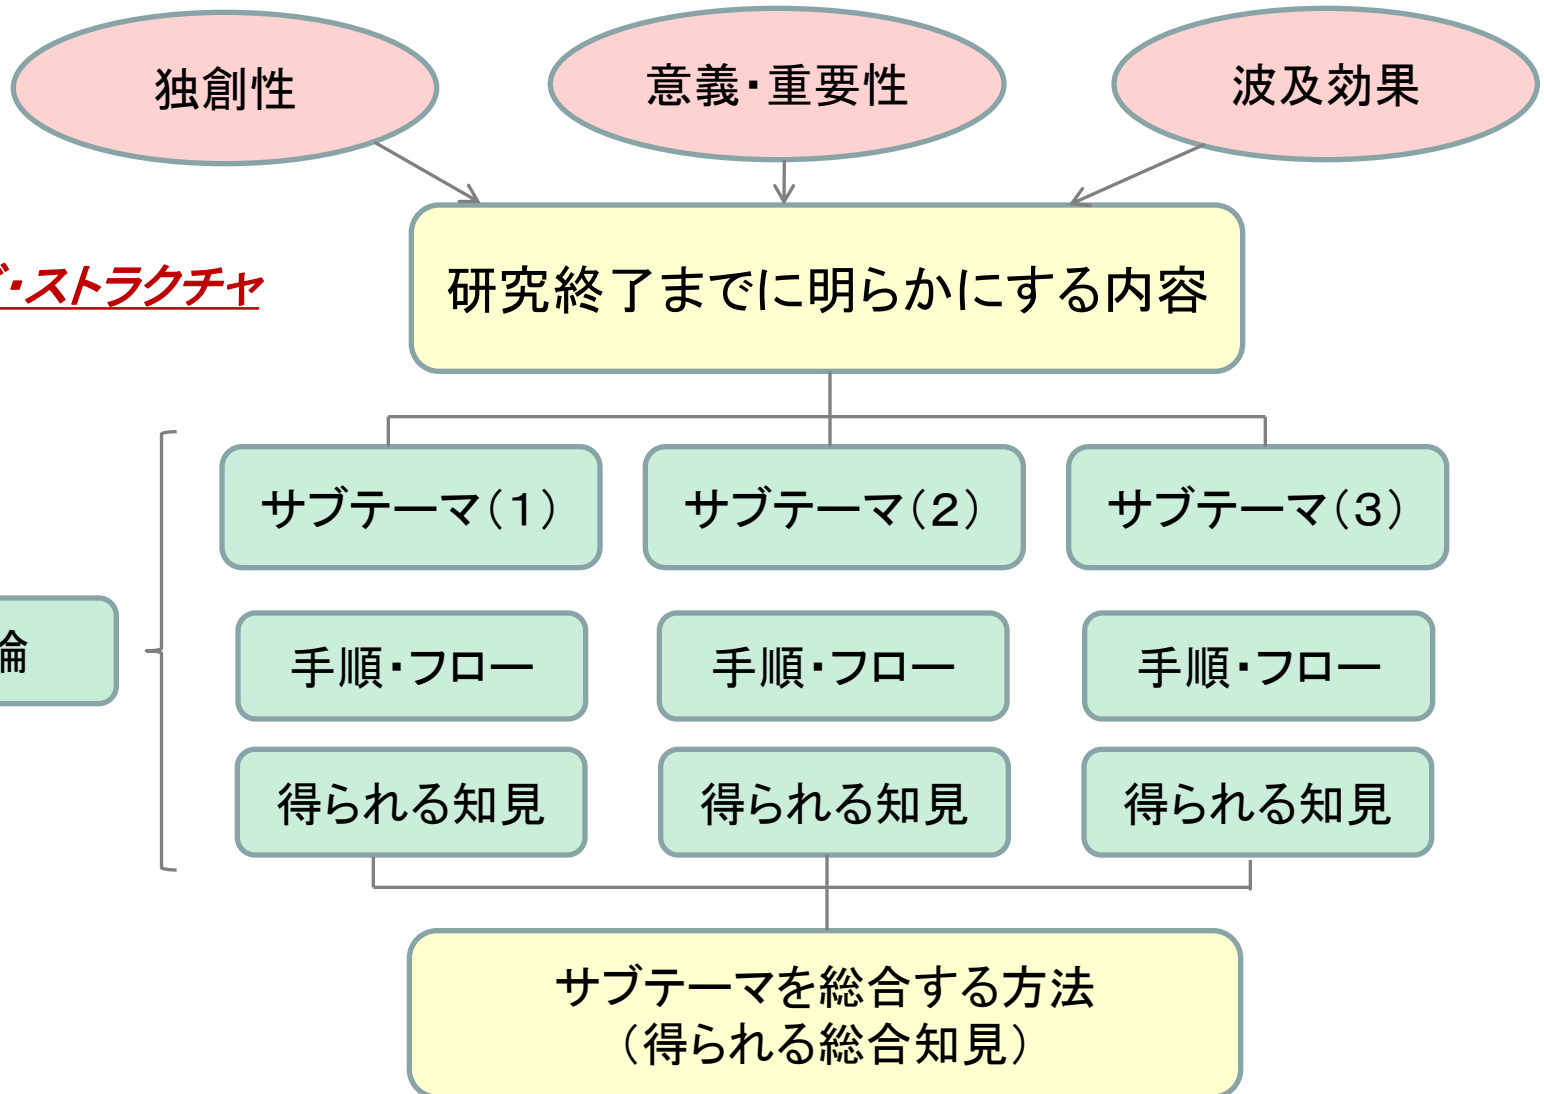 独創性
意義・重要性
波及効果
・ストラクチャ
研究終了までに明らかにする内容
サブテーマ（１）
サブテーマ（２）
サブテーマ（３）
手順・フロー
手順・フロー
手順・フロー
得られる知見
得られる知見
得られる知見
サブテーマを総合する方法
（得られる総合知見）